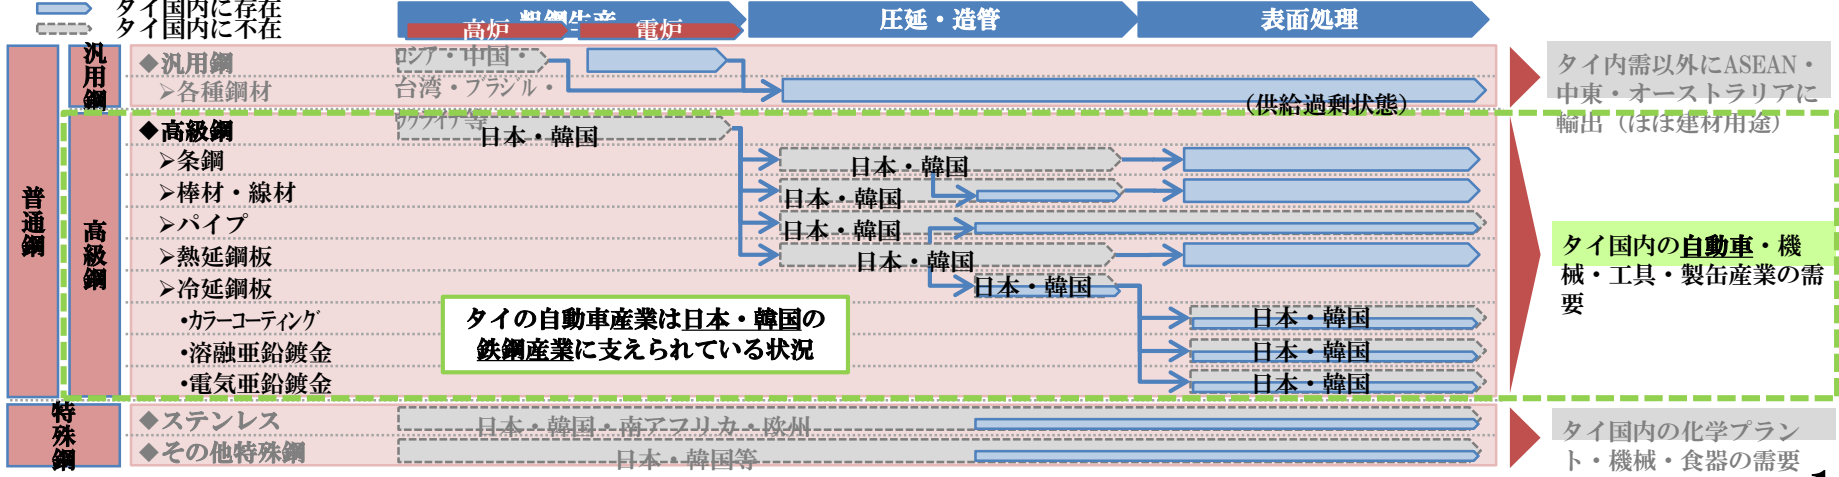 タイ国内に存在
タイ国内に不在
粗鋼生産
高炉
電炉
圧延・造管
表面処理
普通鋼
汎用鋼
◆汎用鋼
➢各種鋼材
ロシア・中国・
台湾・ブラジル・
ウクライナ等
(供給過剰状態)
タイ内需以外にASEAN・
中東・オーストラリアに
輸出（ほぼ建材用途）
高級鋼
◆高級鋼
日本・韓国
➢条鋼
日本・韓国
➢棒材・線材
日本・韓国
➢パイプ
日本・韓国
➢熱延鋼板
日本・韓国
➢冷延鋼板
日本・韓国
•カラーコーティング
日本・韓国
•溶融亜鉛鍍金
日本・韓国
•電気亜鉛鍍金
日本・韓国
タイの自動車産業は日本・韓国の
鉄鋼産業に支えられている状況
タイ国内の自動車・機
械・工具・製缶産業の需
要
特殊鋼
◆ステンレス
日本・韓国・南アフリカ・欧州
◆その他特殊鋼
日本・韓国等
タイ国内の化学プラン
ト・機械・食器の需要